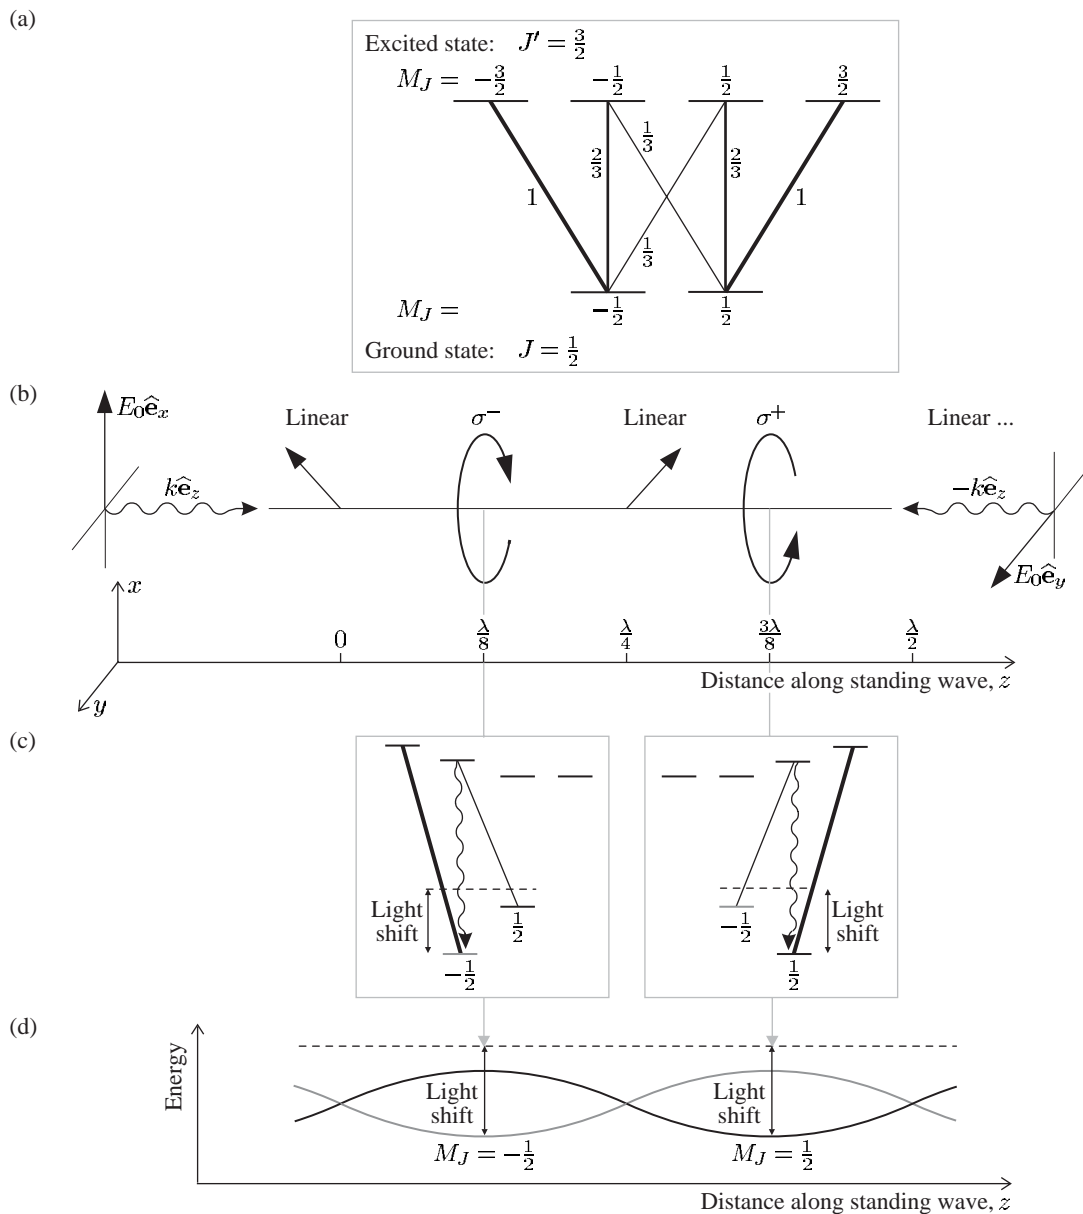 (a)
Excited state: J′ = 3/2
M_J = −3/2 −1/2 1/2 3/2
1/3
2/3 2/3
1 1
1/3
M_J = −1/2 1/2
Ground state: J = 1/2
(b)
E₀ê_x Linear σ⁻ Linear σ⁺ Linear ...
kê_z −kê_z
E₀ê_y
x
0 λ/8 λ/4 3λ/8 λ/2
Distance along standing wave, z
y
(c)
Light shift 1/2
−1/2
−1/2 Light shift
1/2
(d)
Energy
Light shift Light shift
M_J = −1/2 M_J = 1/2
Distance along standing wave, z